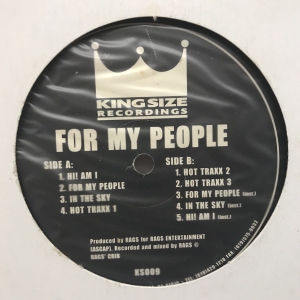 KINGSIZE
RECORDINGS
FOR MY PEOPLE
SIDE A:
1. HI! AM I
2. FOR MY PEOPLE
3. IN THE SKY
4. HOT TRAXX 1
SIDE B:
1. HOT TRAXX 2
2. HOT TRAXX 3
3. FOR MY PEOPLE (Inst.)
4. IN THE SKY (Inst.)
5. HI! AM I (Inst.)
Produced by RAGS for RAGS ENTERTAINMENT
(ASCAP). Recorded and mixed by RAGS ©
RAGS' CRIB
KS009